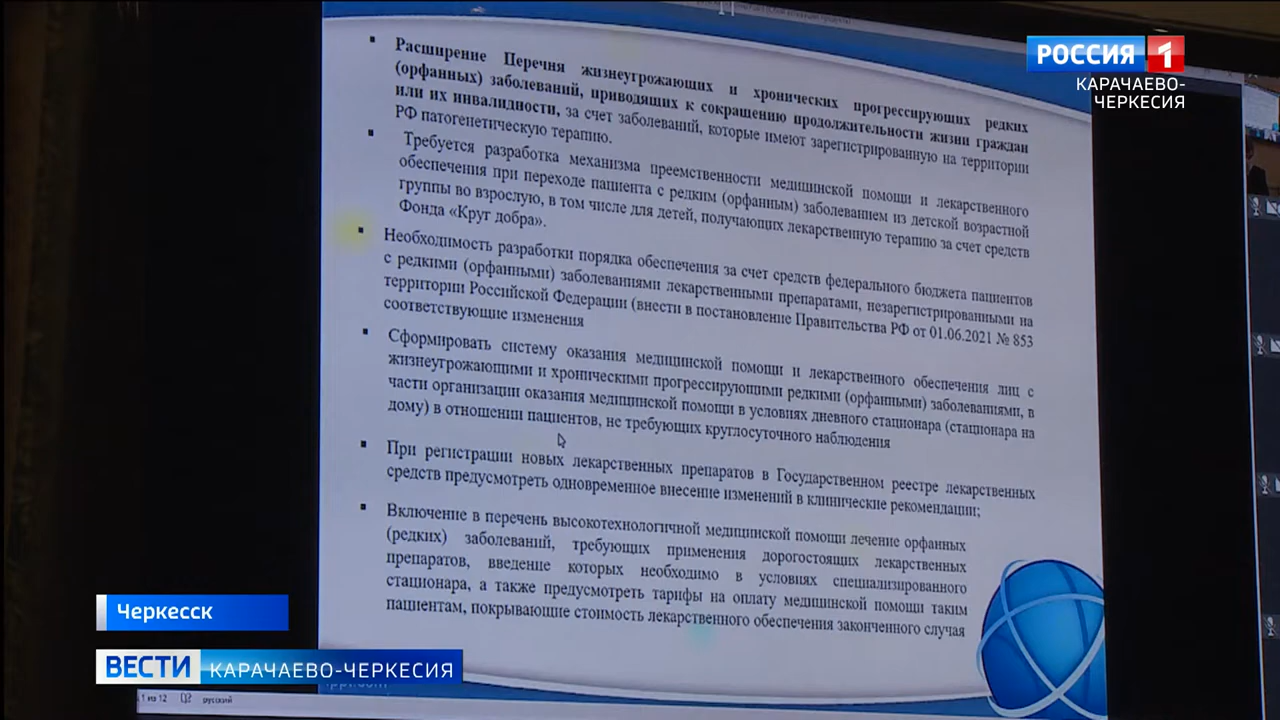 РОССИЯ 1
КАРАЧАЕВО-
ЧЕРКЕСИЯ
▪ Расширение Перечня жизнеугрожающих и хронических прогрессирующих редких
(орфанных) заболеваний, приводящих к сокращению продолжительности жизни граждан
или их инвалидности, за счет заболеваний, которые имеют зарегистрированную на территории
РФ патогенетическую терапию.
▪ Требуется разработка механизма преемственности медицинской помощи и лекарственного
обеспечения при переходе пациента с редким (орфанным) заболеванием из детской возрастной
группы во взрослую, в том числе для детей, получающих лекарственную терапию за счет средств
Фонда «Круг добра».
▪ Необходимость разработки порядка обеспечения за счет средств федерального бюджета пациентов
с редкими (орфанными) заболеваниями лекарственными препаратами, незарегистрированными на
территории Российской Федерации (внести в постановление Правительства РФ от 01.06.2021 № 853
соответствующие изменения
▪ Сформировать систему оказания медицинской помощи и лекарственного обеспечения лиц с
жизнеугрожающими и хроническими прогрессирующими редкими (орфанными) заболеваниями, в
части организации оказания медицинской помощи в условиях дневного стационара (стационара на
дому) в отношении пациентов, не требующих круглосуточного наблюдения
▪ При регистрации новых лекарственных препаратов в Государственном реестре лекарственных
средств предусмотреть одновременное внесение изменений в клинические рекомендации;
▪ Включение в перечень высокотехнологичной медицинской помощи лечение орфанных
(редких) заболеваний, требующих применения дорогостоящих лекарственных
препаратов, введение которых необходимо в условиях специализированного
стационара, а также предусмотреть тарифы на оплату медицинской помощи таким
пациентам, покрывающие стоимость лекарственного обеспечения законченного случая
Черкесск
ВЕСТИ КАРАЧАЕВО-ЧЕРКЕСИЯ
1 из 12 русский